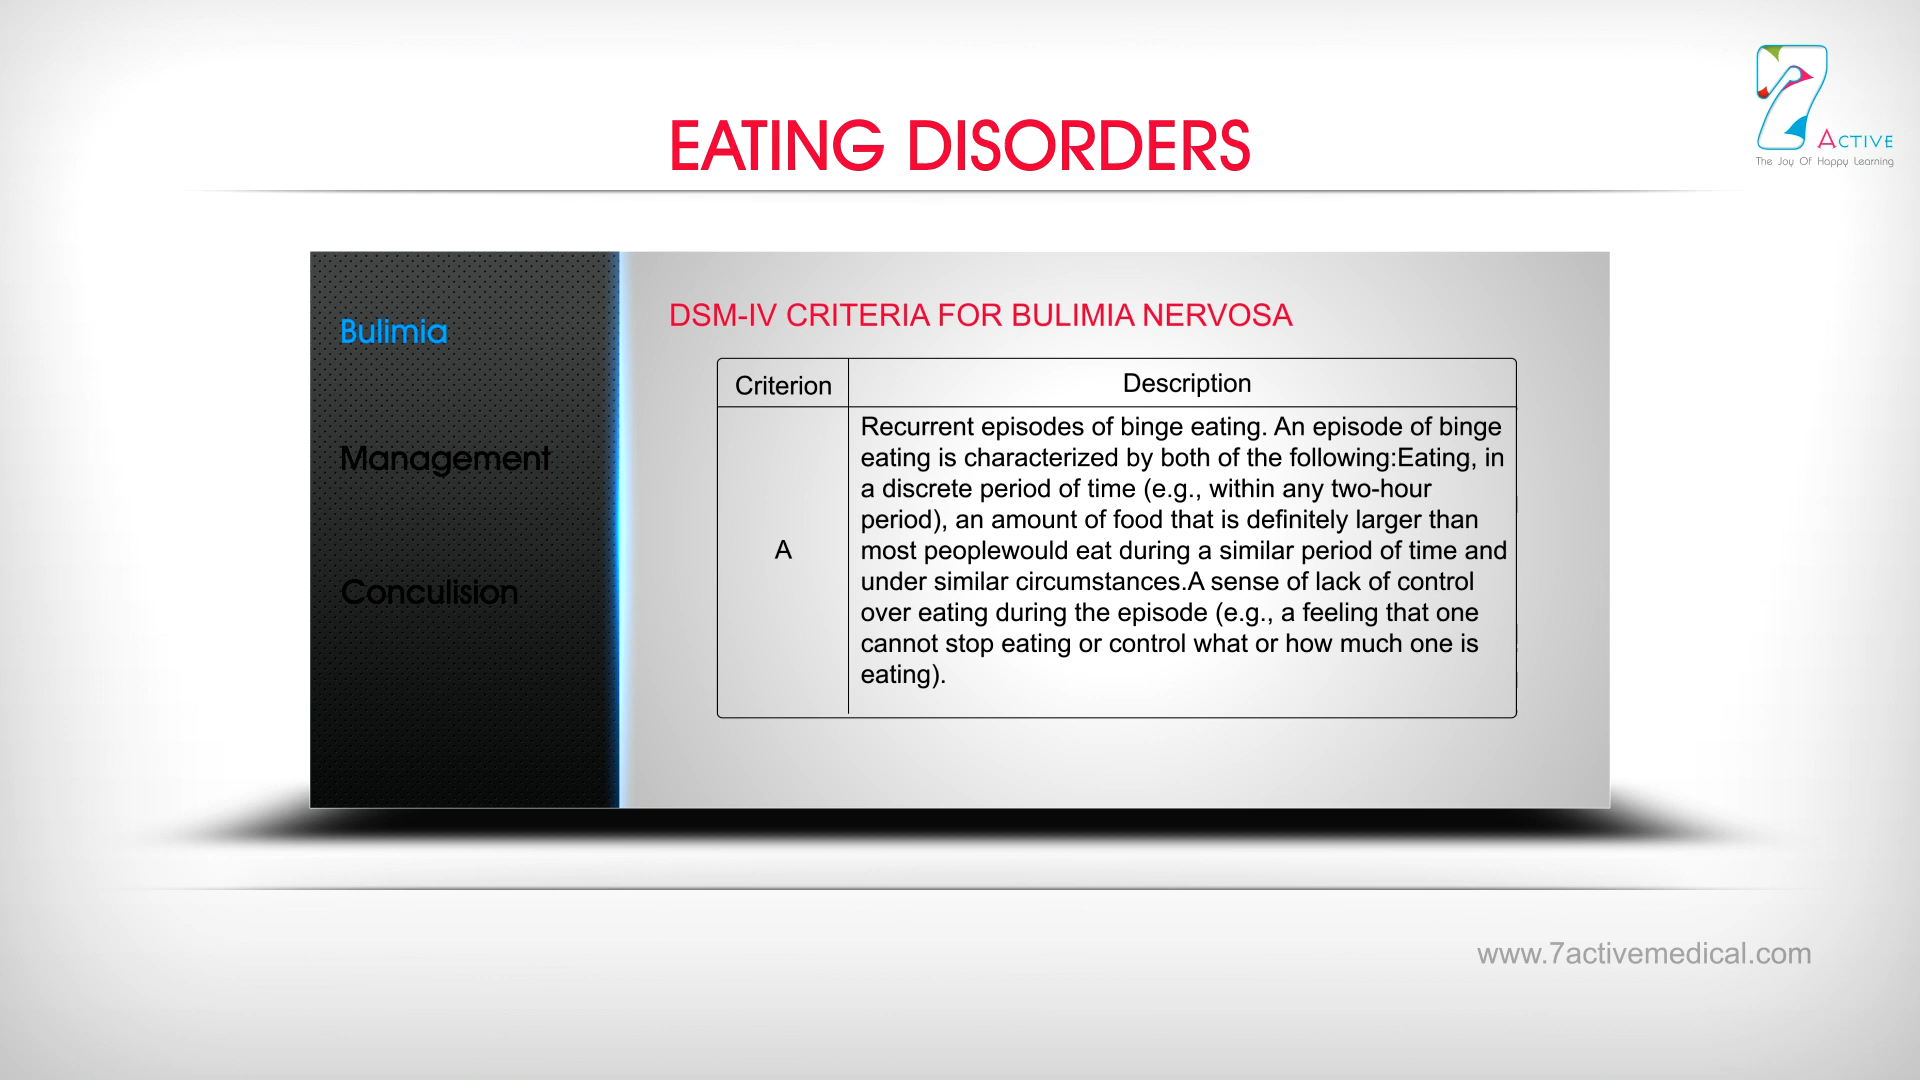 7 ACTIVE
The Joy Of Happy Learning
EATING DISORDERS
Bulimia
Management
Conculision
DSM-IV CRITERIA FOR BULIMIA NERVOSA
Criterion
Description
A
Recurrent episodes of binge eating. An episode of binge
eating is characterized by both of the following:Eating, in
a discrete period of time (e.g., within any two-hour
period), an amount of food that is definitely larger than
most peoplewould eat during a similar period of time and
under similar circumstances.A sense of lack of control
over eating during the episode (e.g., a feeling that one
cannot stop eating or control what or how much one is
eating).
www.7activemedical.com